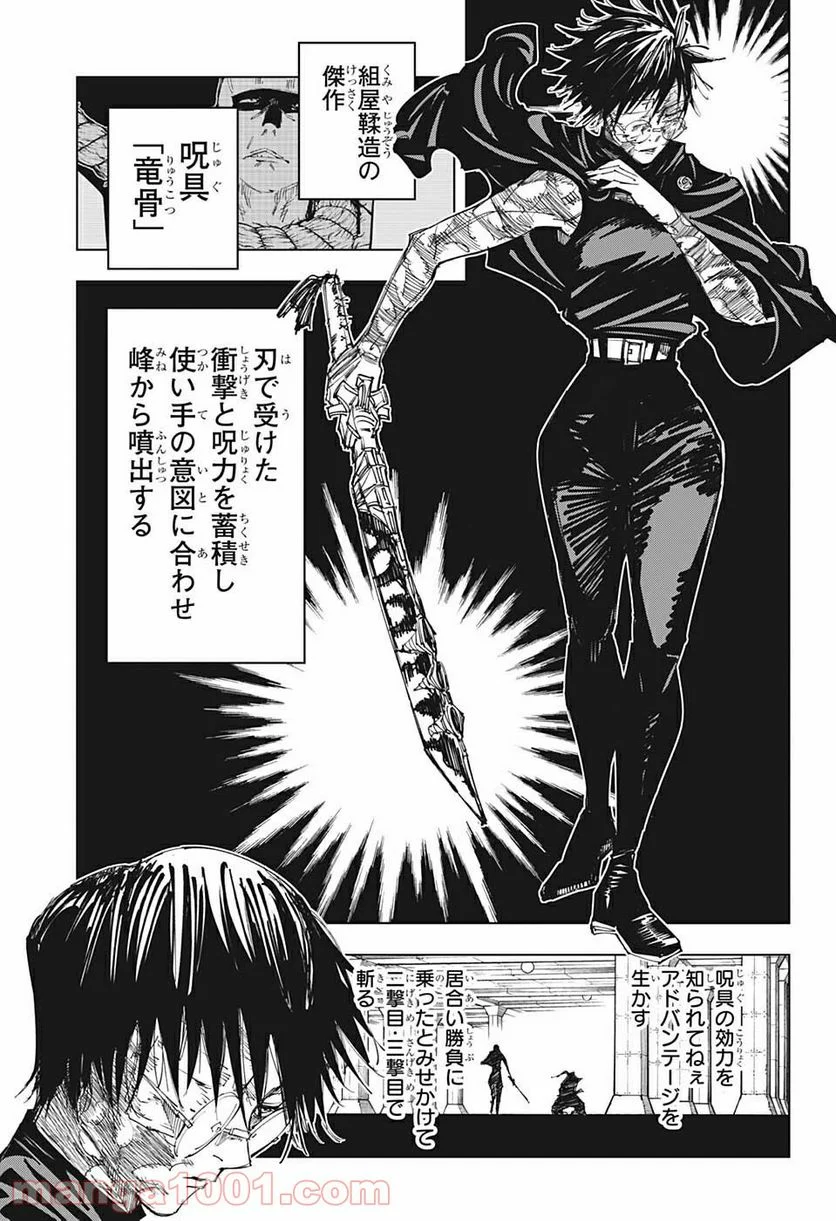 組屋鞣造の
傑作
呪具
「竜骨」
刃で受けた
衝撃と呪力を蓄積し
使い手の意図に合わせ
峰から噴出する
呪具の効力を
知られてねぇ
アドバンテージを
生かす
居合い勝負に
乗ったとみせかけて
二撃目・三撃目で
斬る
manga1001.com